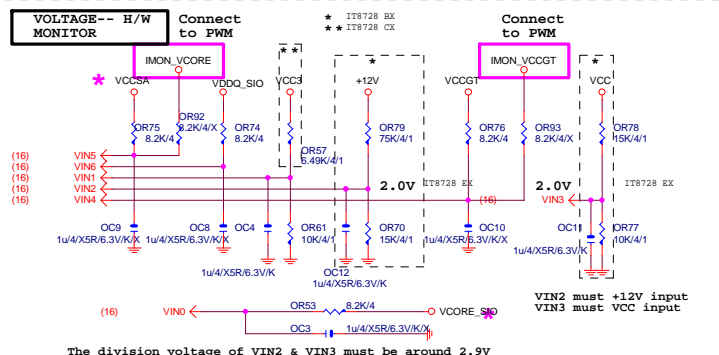 VOLTAGE-- H/W
MONITOR
Connect
to PWM
* IT8728 BX
** IT8728 CX
Connect
to PWM
IMON_VCORE
IMON_VCCGT
*
VCCSA
VDDQ_SIO
**
VCC3
*
+12V
VCCGT
*
VCC
OR75
8.2K/4
OR92
8.2K/4/X
OR74
8.2K/4
OR57
6.49K/4/1
OR79
75K/4/1
OR76
8.2K/4
OR93
8.2K/4/X
OR78
15K/4/1
(16) VIN5
(16) VIN6
(16) VIN1
(16) VIN2
(16) VIN4
2.0V
IT8728 EX
(16)
2.0V
VIN3
IT8728 EX
OC9
1u/4/X5R/6.3V/K/X
OC8
1u/4/X5R/6.3V/K/X
OC4
1u/4/X5R/6.3V/K
OR61
10K/4/1
OC12
1u/4/X5R/6.3V/K
OR70
15K/4/1
OC10
1u/4/X5R/6.3V/K/X
OC11
1u/4/X5R/6.3V/K
OR77
10K/4/1
(16) VIN0
OR53
8.2K/4
VCORE_SIO
*
OC3
1u/4/X5R/6.3V/K/X
VIN2 must +12V input
VIN3 must VCC input
The division voltage of VIN2 & VIN3 must be around 2.9V